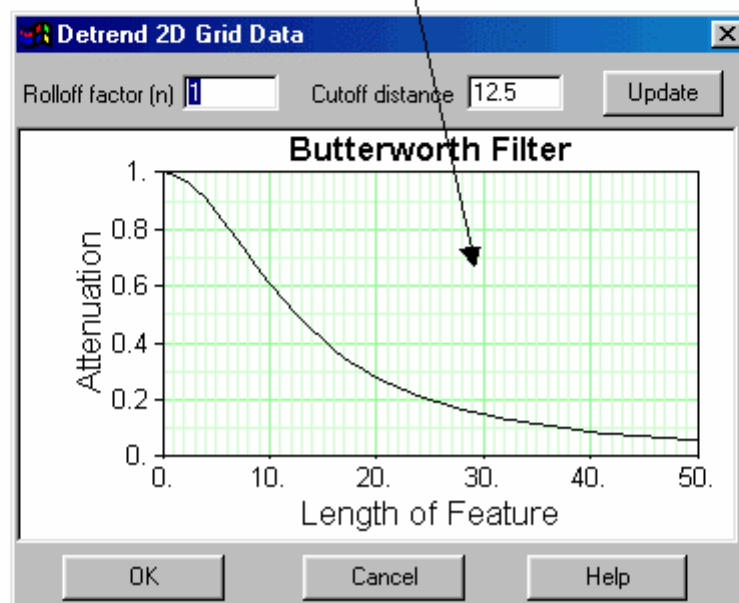 Detrend 2D Grid Data
Rolloff factor (n) 1 Cutoff distance 12.5 Update
Butterworth Filter
1.
0.8
0.6
0.4
0.2
0.
Attenuation
0. 10. 20. 30. 40. 50.
Length of Feature
OK Cancel Help